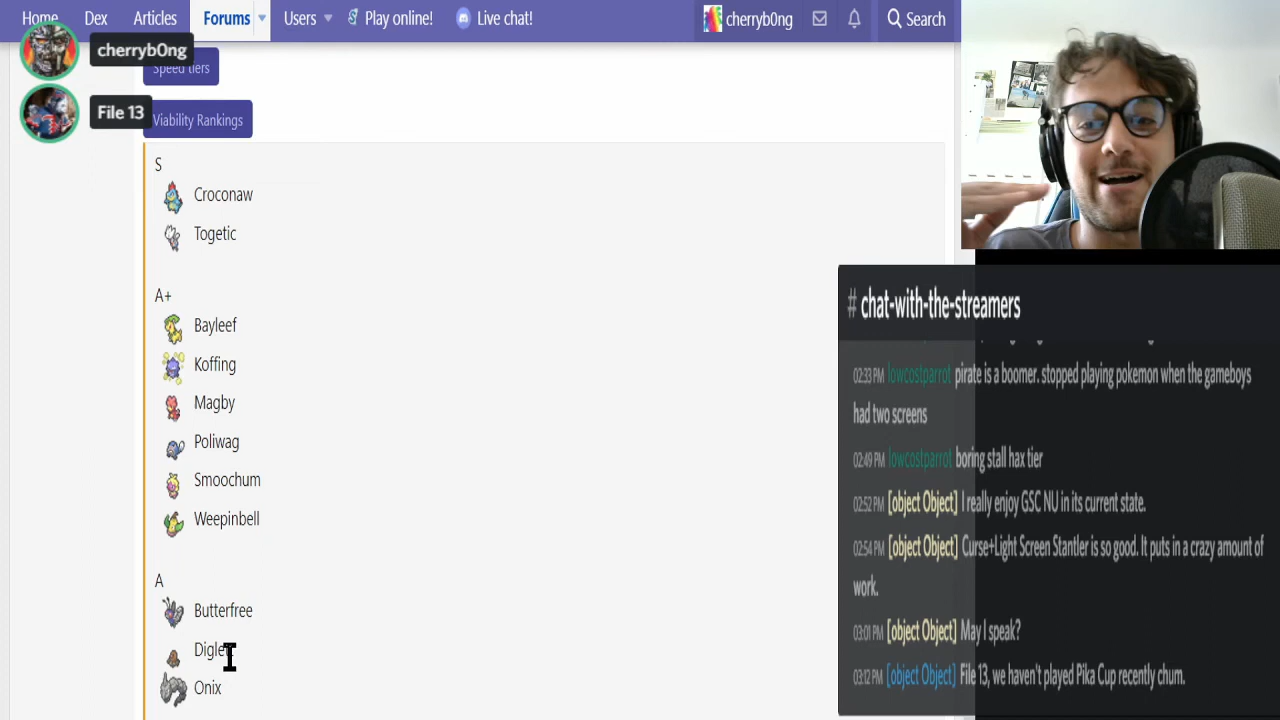 Home Dex Articles Forums Users Play online! Live chat! cherryb0ng Search
cherryb0ng
Speed tiers
File 13
Viability Rankings
S
Croconaw
Togetic
A+
Bayleef
Koffing
Magby
Poliwag
Smoochum
Weepinbell
A
Butterfree
Diglett
Onix
# chat-with-the-streamers
02:33 PM lowcostparrot pirate is a boomer. stopped playing pokemon when the gameboys
had two screens
02:49 PM lowcostparrot boring stall hax tier
02:52 PM [object Object] I really enjoy GSC NU in its current state.
02:54 PM [object Object] Curse+Light Screen Stantler is so good. It puts in a crazy amount of
work.
03:01 PM [object Object] May I speak?
03:12 PM [object Object] File 13, we haven't played Pika Cup recently chum.